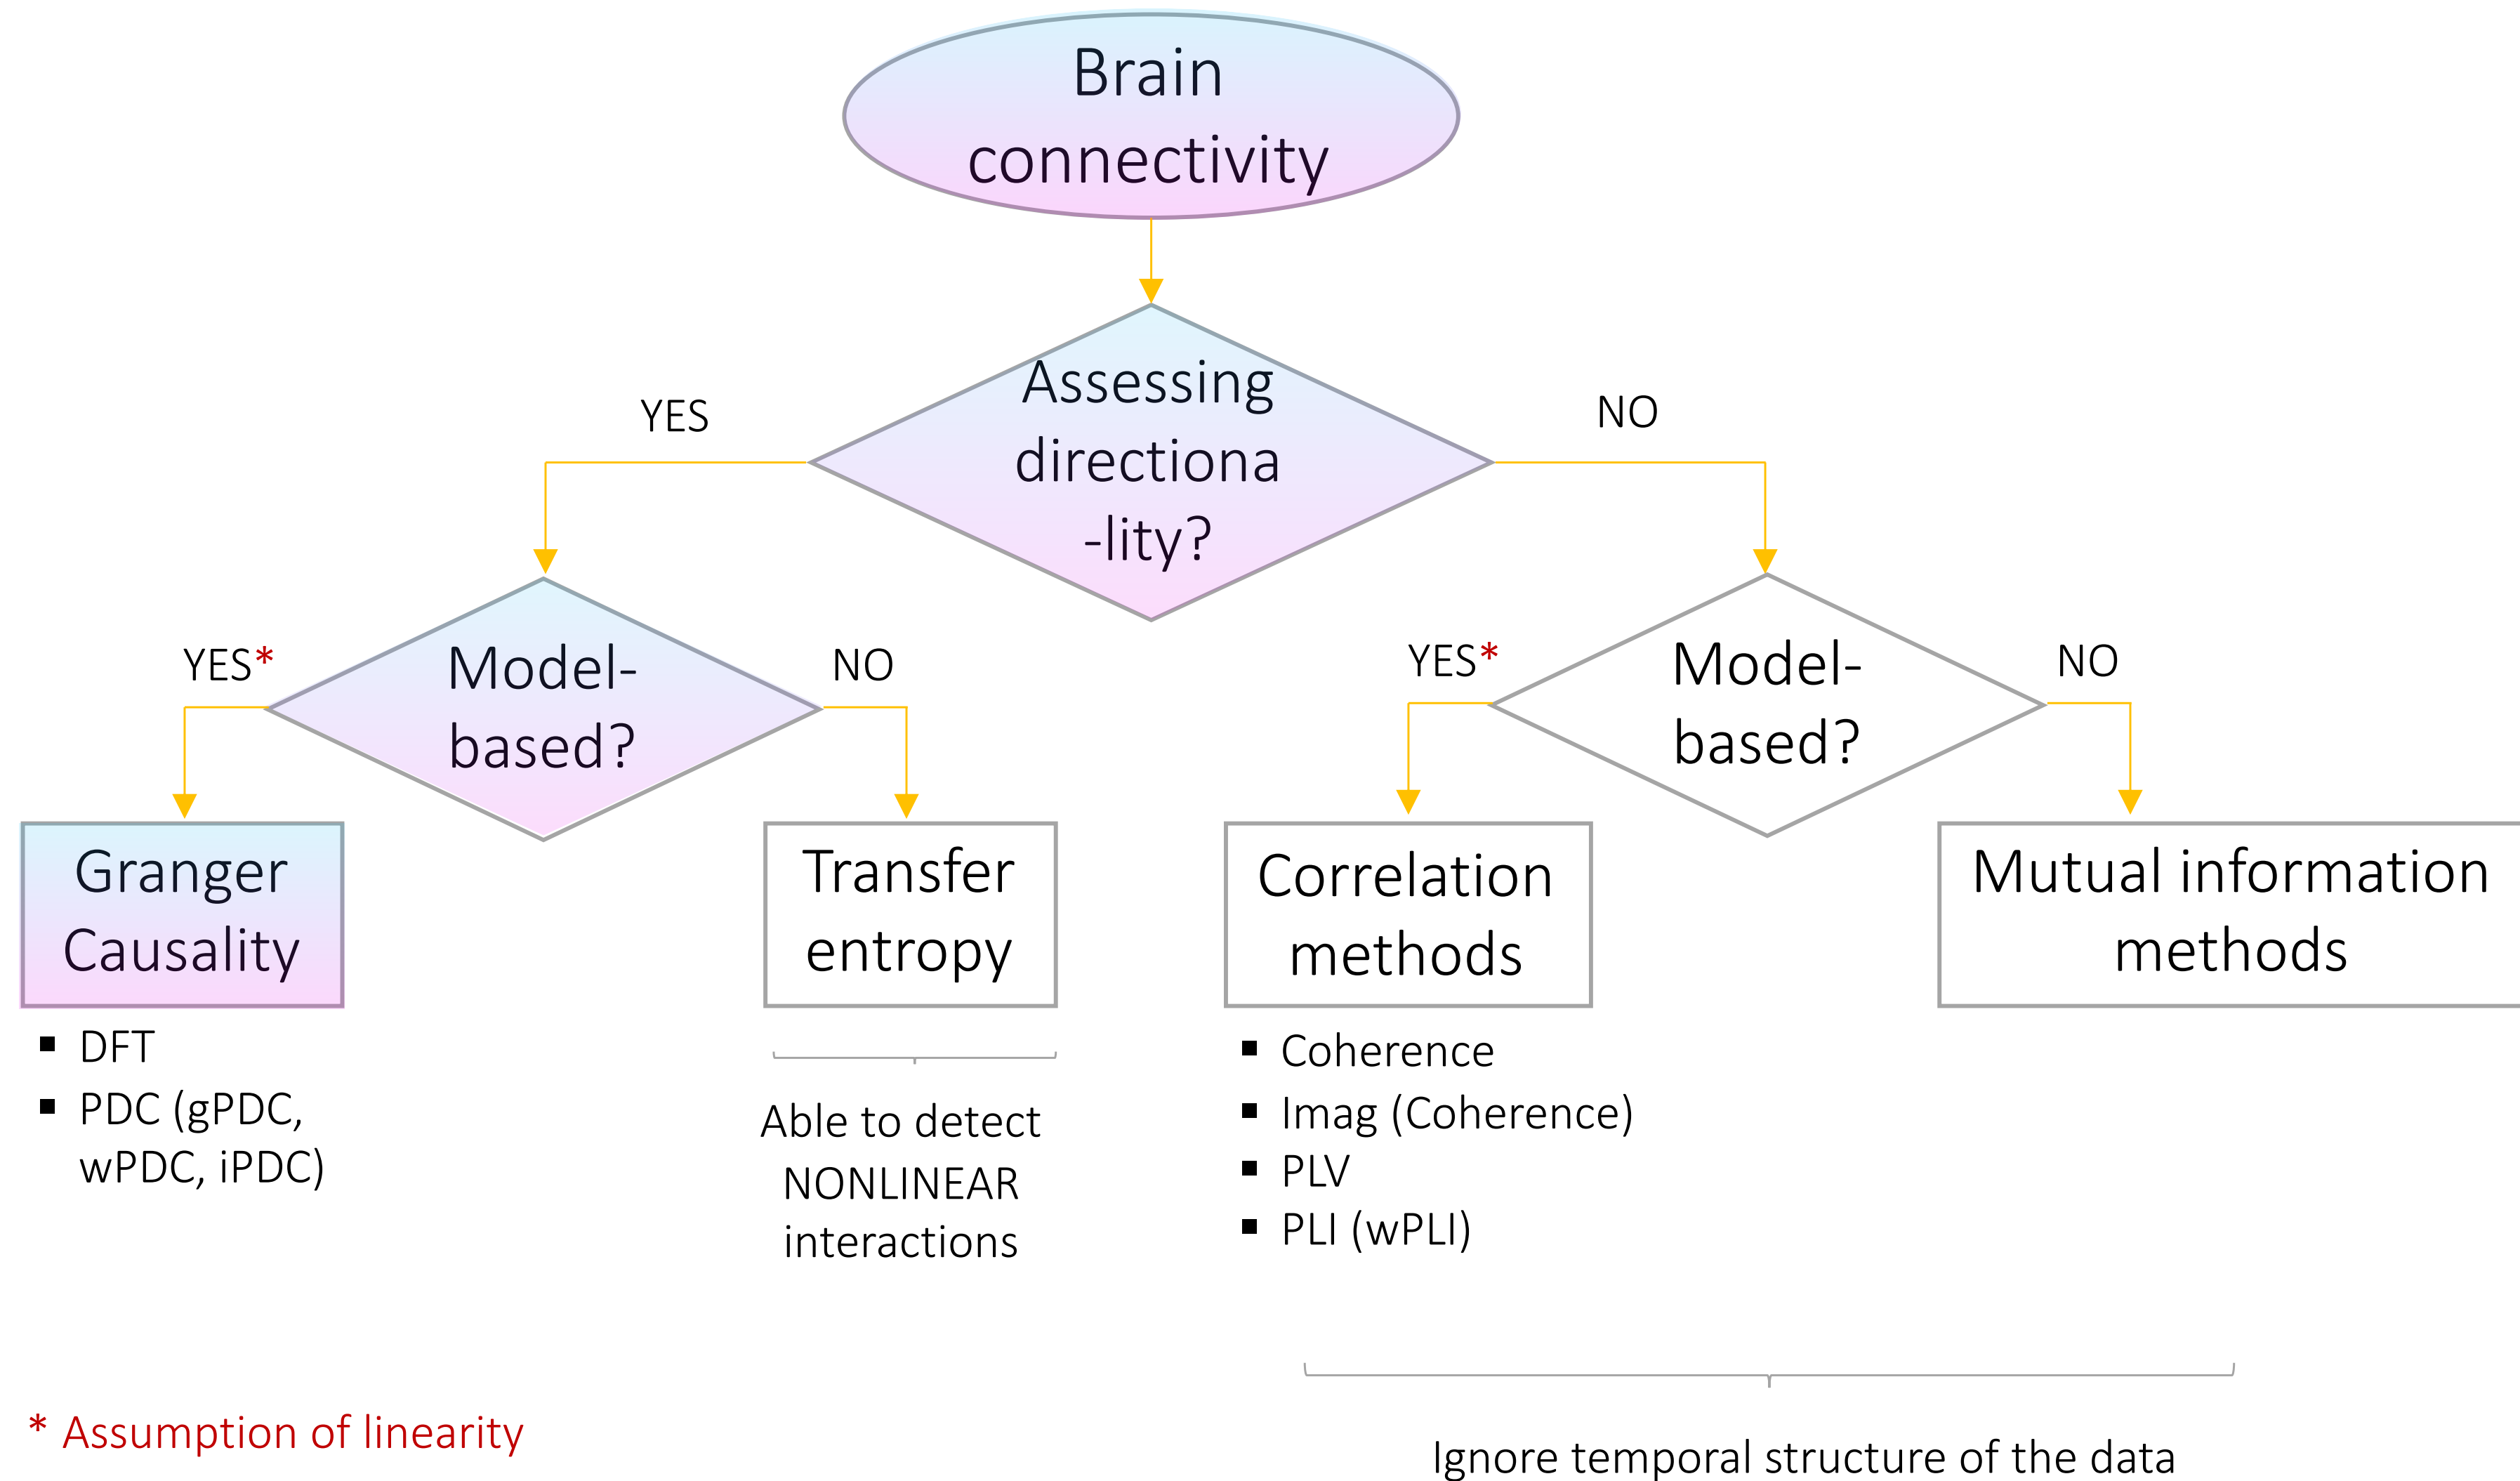 Brain
connectivity
Assessing
directiona
-lity?
YES
NO
Model-
based?
YES*
NO
Model-
based?
YES*
NO
Granger
Causality
Transfer
entropy
Correlation
methods
Mutual information
methods
▪ DFT
▪ PDC (gPDC,
wPDC, iPDC)
Able to detect
NONLINEAR
interactions
▪ Coherence
▪ Imag (Coherence)
▪ PLV
▪ PLI (wPLI)
* Assumption of linearity
Ignore temporal structure of the data